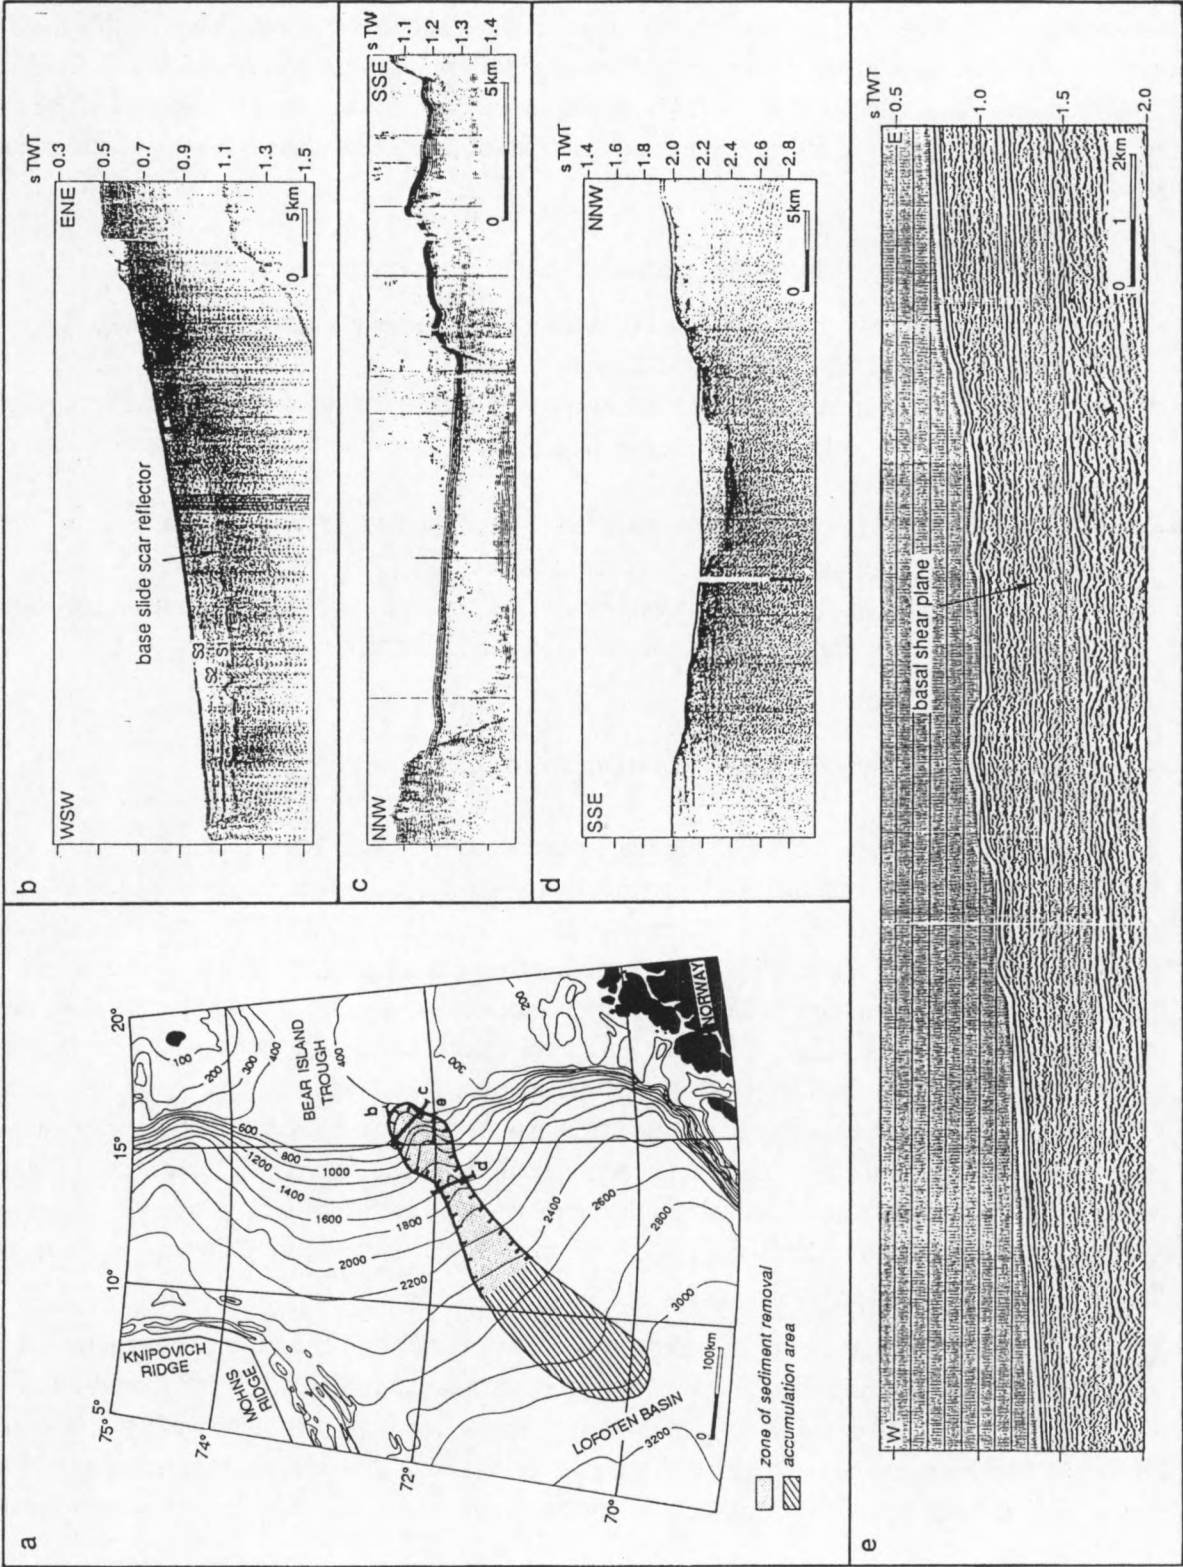 a
75°
5°
10°
15°
20°
74°
72°
70°
KNIPOVICH
RIDGE
MOHNS
RIDGE
BEAR ISLAND
TROUGH
NORWAY
LOFOTEN BASIN
100
200
300
400
400
300
200
600
800
1000
1200
1400
1600
1800
2000
2200
2400
2600
2800
3000
3200
b
c
e
d
0 100km
zone of sediment removal
accumulation area
b
WSW
ENE
s TWT
0.3
0.5
0.7
0.9
1.1
1.3
1.5
base slide scar reflector
S2
S3
S1
0 5km
c
NNW
SSE
s TW
1.1
1.2
1.3
1.4
0 5km
d
SSE
NNW
s TWT
1.4
1.6
1.8
2.0
2.2
2.4
2.6
2.8
0 5km
e
W
E
s TWT
0.5
1.0
1.5
2.0
basal shear plane
0 1 2km